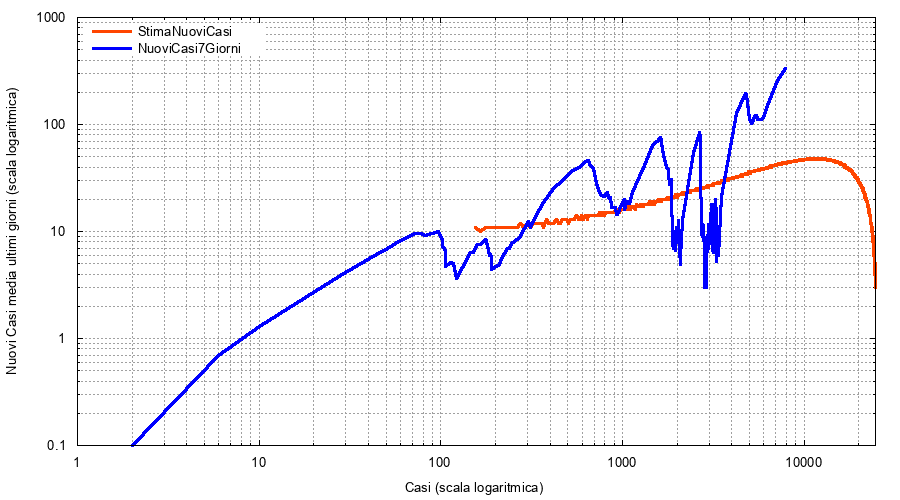 1000
StimaNuoviCasi
NuoviCasi7Giorni
100
10
1
0.1
Nuovi Casi media ultimi giorni (scala logaritmica)
1 10 100 1000 10000
Casi (scala logaritmica)